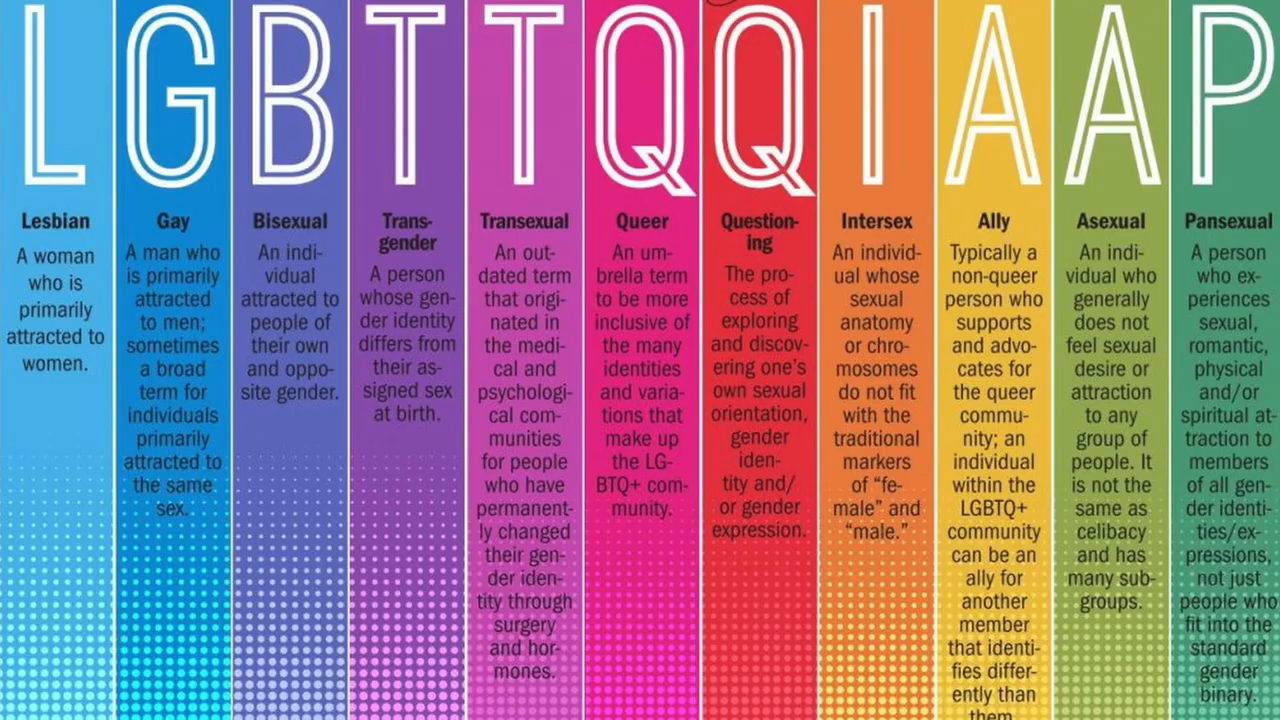 L
Lesbian
A woman
who is
primarily
attracted to
women.
G
Gay
A man who
is primarily
attracted
to men;
sometimes
a broad
term for
individuals
primarily
attracted to
the same
sex.
B
Bisexual
An indi-
vidual
attracted to
people of
their own
and oppo-
site gender.
T
Trans-
gender
A person
whose gen-
der identity
differs from
their as-
signed sex
at birth.
T
Transexual
An out-
dated term
that origi-
nated in
the medi-
cal and
psychologi-
cal com-
munities
for people
who have
permanent-
ly changed
their gen-
der iden-
tity through
surgery
and hor-
mones.
Q
Queer
An um-
brella term
to be more
inclusive of
the many
identities
and varia-
tions that
make up
the LG-
BTQ+ com-
munity.
Q
Question-
ing
The pro-
cess of
exploring
and discov-
ering one's
own sexual
orientation,
gender
iden-
tity and/
or gender
expression.
I
Intersex
An individ-
ual whose
sexual
anatomy
or chro-
mosomes
do not fit
with the
traditional
markers
of “fe-
male” and
“male.”
A
Ally
Typically a
non-queer
person who
supports
and advo-
cates for
the queer
commu-
nity; an
individual
within the
LGBTQ+
community
can be an
ally for
another
member
that identi-
fies differ-
ently than
them.
A
Asexual
An indi-
vidual who
generally
does not
feel sexual
desire or
attraction
to any
group of
people. It
is not the
same as
celibacy
and has
many sub-
groups.
P
Pansexual
A person
who ex-
periences
sexual,
romantic,
physical
and/or
spiritual at-
traction to
members
of all gen-
der identi-
ties/ex-
pressions,
not just
people who
fit into the
standard
gender
binary.